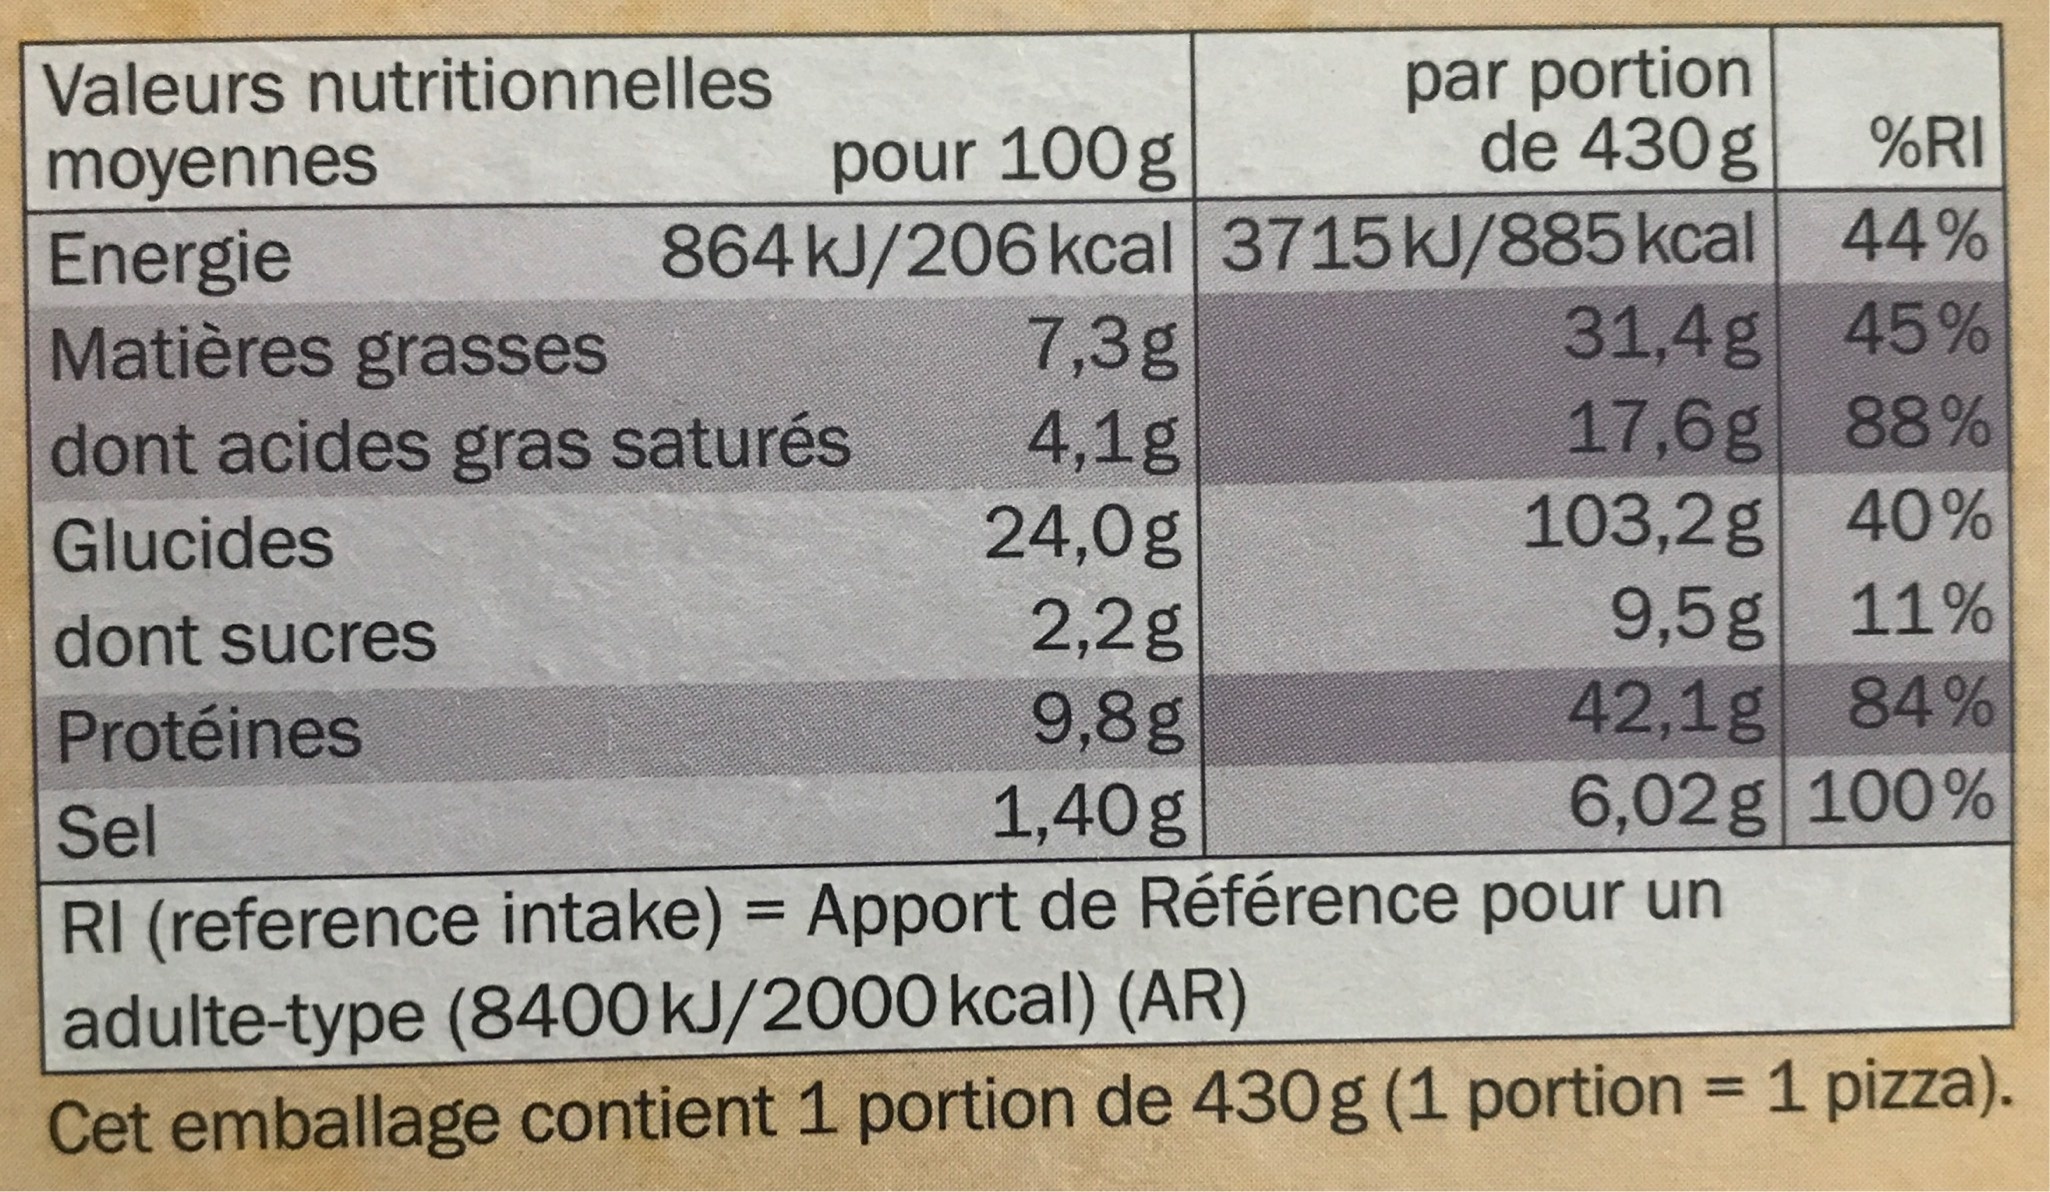 Valeurs nutritionnelles moyennes pour 100g par portion de 430g %RI
Energie 864kJ/206kcal 3715kJ/885kcal 44%
Matières grasses 7,3g 31,4g 45%
dont acides gras saturés 4,1g 17,6g 88%
Glucides 24,0g 103,2g 40%
dont sucres 2,2g 9,5g 11%
Protéines 9,8g 42,1g 84%
Sel 1,40g 6,02g 100%
RI (reference intake) = Apport de Référence pour un
adulte-type (8400kJ/2000kcal) (AR)
Cet emballage contient 1 portion de 430g (1 portion = 1 pizza).